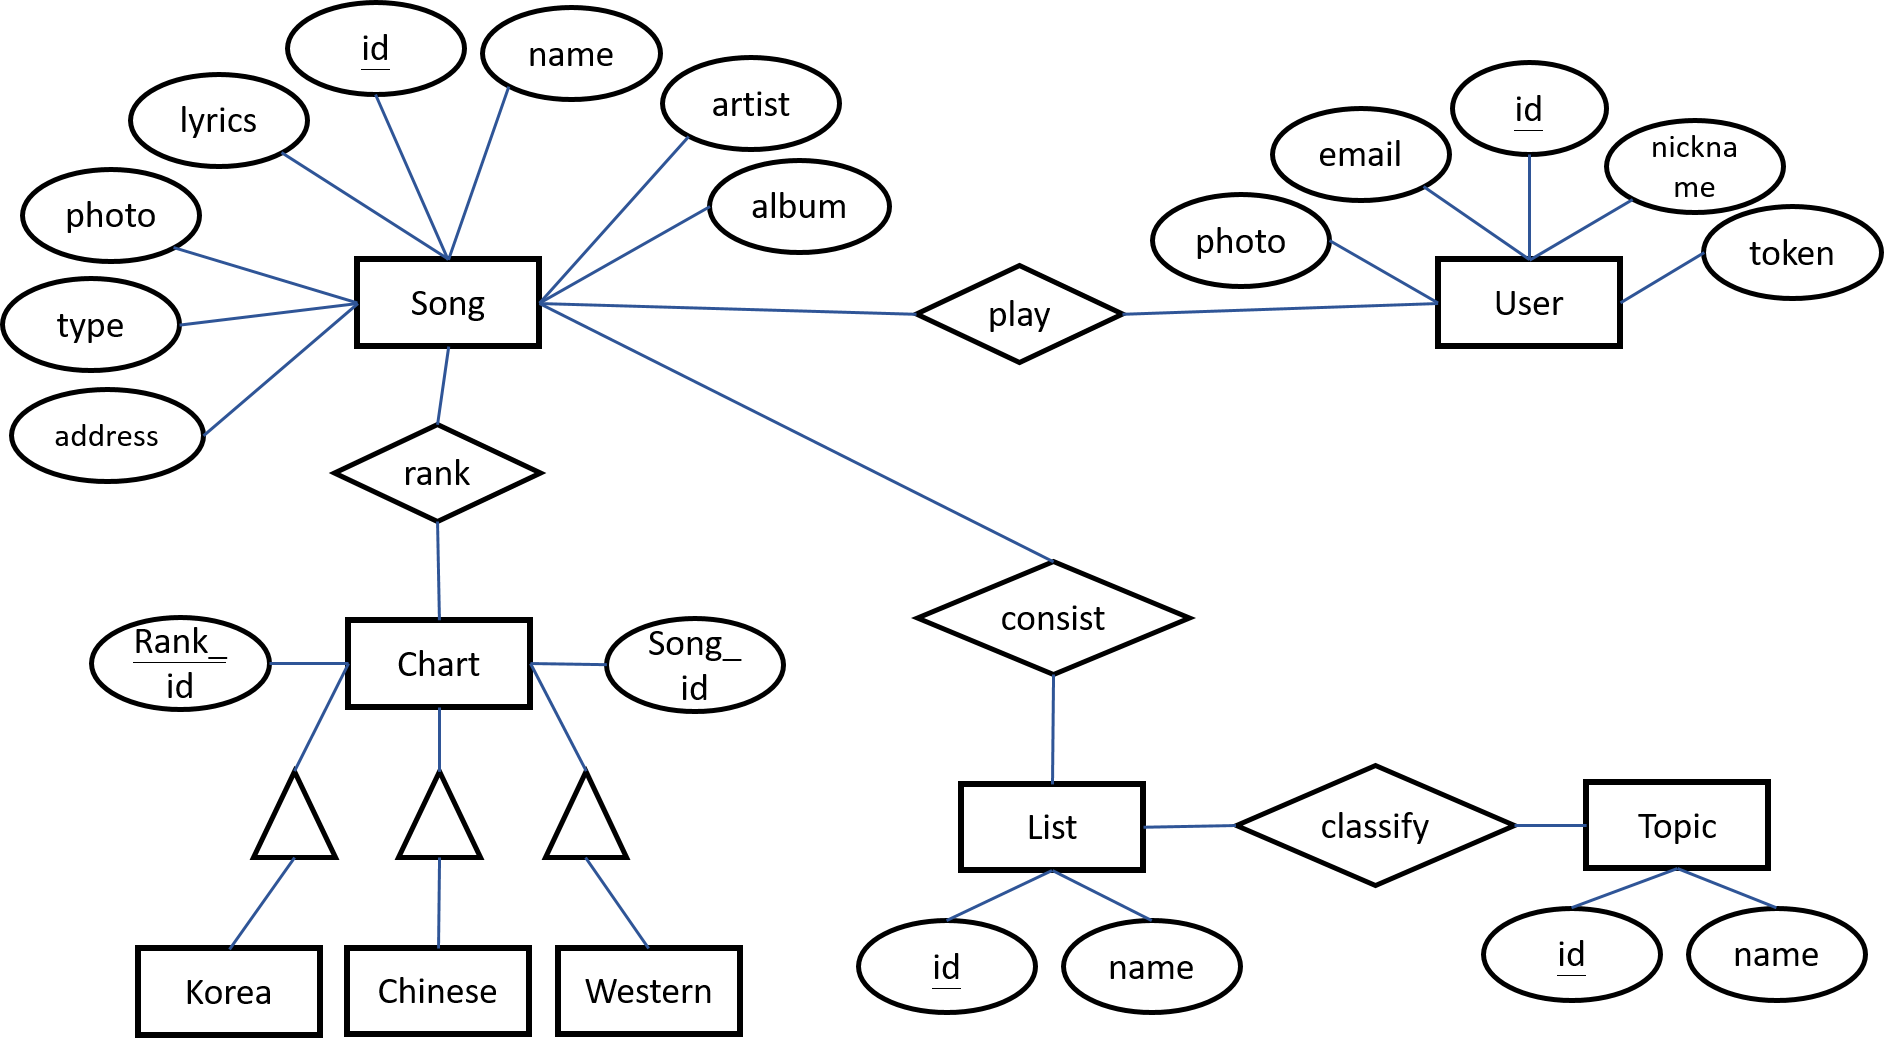 id
name
lyrics
artist
photo
album
type
address
Song
play
photo
email
id
nickna
me
token
User
rank
Rank_
id
Chart
Song_
id
consist
List
classify
Topic
Korea
Chinese
Western
id
name
id
name